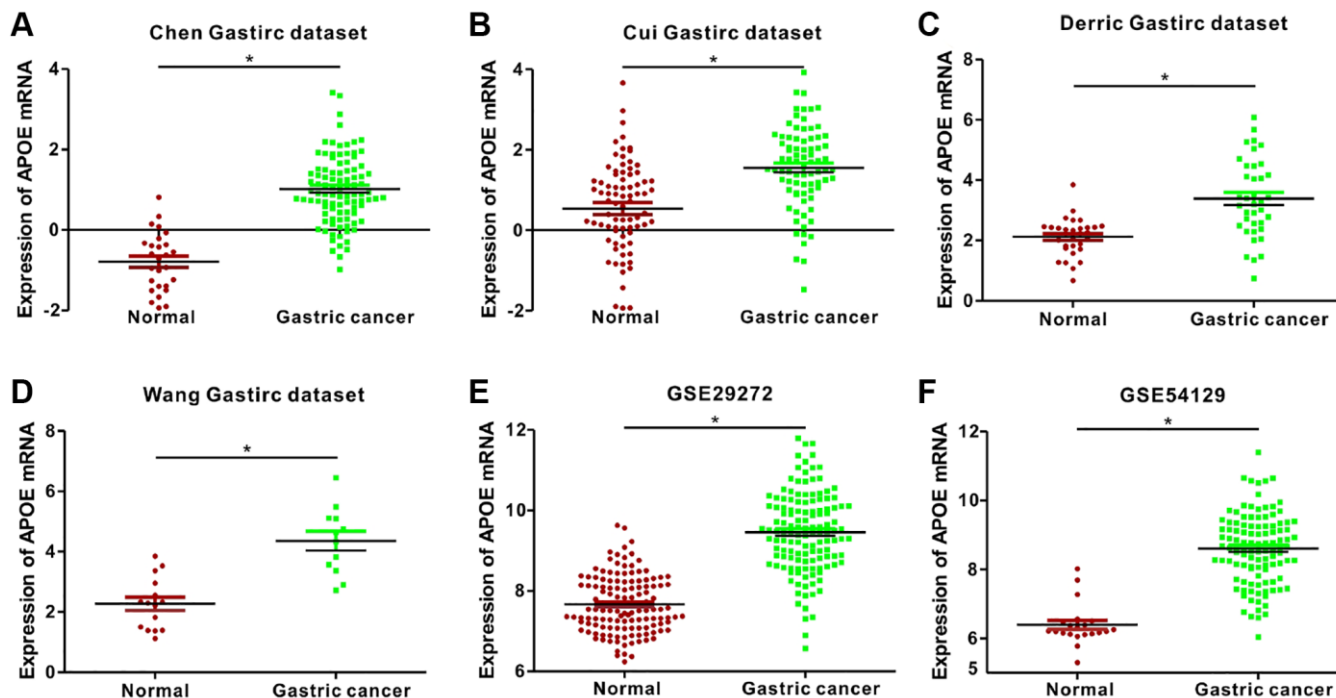 A
Chen Gastirc dataset
*
Expression of APOE mRNA
4
2
0
-2
Normal
Gastric cancer
B
Cui Gastirc dataset
*
Expression of APOE mRNA
4
2
0
-2
Normal
Gastric cancer
C
Derric Gastirc dataset
*
Expression of APOE mRNA
8
6
4
2
0
Normal
Gastric cancer
D
Wang Gastirc dataset
*
Expression of APOE mRNA
8
6
4
2
0
Normal
Gastric cancer
E
GSE29272
*
Expression of APOE mRNA
12
10
8
6
Normal
Gastric cancer
F
GSE54129
*
Expression of APOE mRNA
12
10
8
6
5
Normal
Gastric cancer